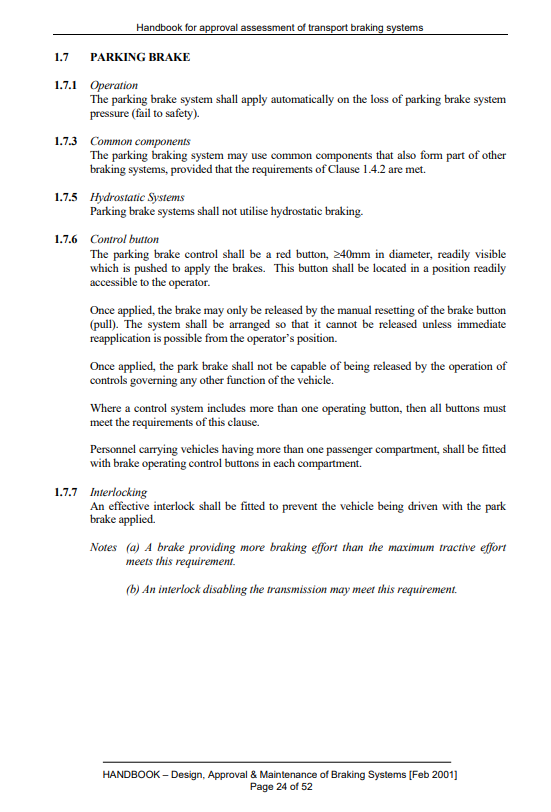 Handbook for approval assessment of transport braking systems
1.7 PARKING BRAKE
1.7.1 Operation
The parking brake system shall apply automatically on the loss of parking brake system
pressure (fail to safety).
1.7.3 Common components
The parking braking system may use common components that also form part of other
braking systems, provided that the requirements of Clause 1.4.2 are met.
1.7.5 Hydrostatic Systems
Parking brake systems shall not utilise hydrostatic braking.
1.7.6 Control button
The parking brake control shall be a red button, ≥40mm in diameter, readily visible
which is pushed to apply the brakes. This button shall be located in a position readily
accessible to the operator.
Once applied, the brake may only be released by the manual resetting of the brake button
(pull). The system shall be arranged so that it cannot be released unless immediate
reapplication is possible from the operator's position.
Once applied, the park brake shall not be capable of being released by the operation of
controls governing any other function of the vehicle.
Where a control system includes more than one operating button, then all buttons must
meet the requirements of this clause.
Personnel carrying vehicles having more than one passenger compartment, shall be fitted
with brake operating control buttons in each compartment.
1.7.7 Interlocking
An effective interlock shall be fitted to prevent the vehicle being driven with the park
brake applied.
Notes (a) A brake providing more braking effort than the maximum tractive effort
meets this requirement.
(b) An interlock disabling the transmission may meet this requirement.
HANDBOOK – Design, Approval & Maintenance of Braking Systems [Feb 2001]
Page 24 of 52